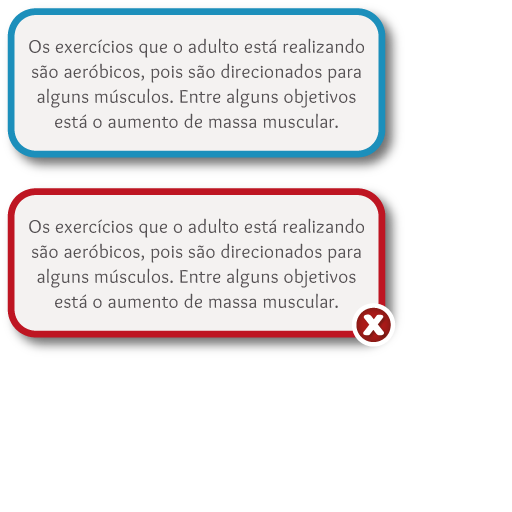 Os exercícios que o adulto está realizando
são aeróbicos, pois são direcionados para
alguns músculos. Entre alguns objetivos
está o aumento de massa muscular.
Os exercícios que o adulto está realizando
são aeróbicos, pois são direcionados para
alguns músculos. Entre alguns objetivos
está o aumento de massa muscular.